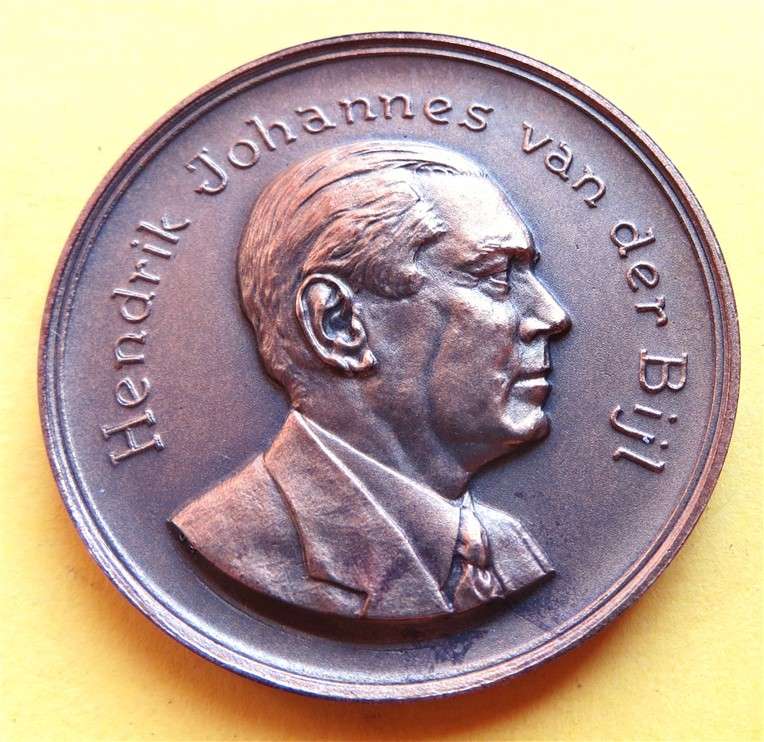 Hendrik Johannes van der Bijl